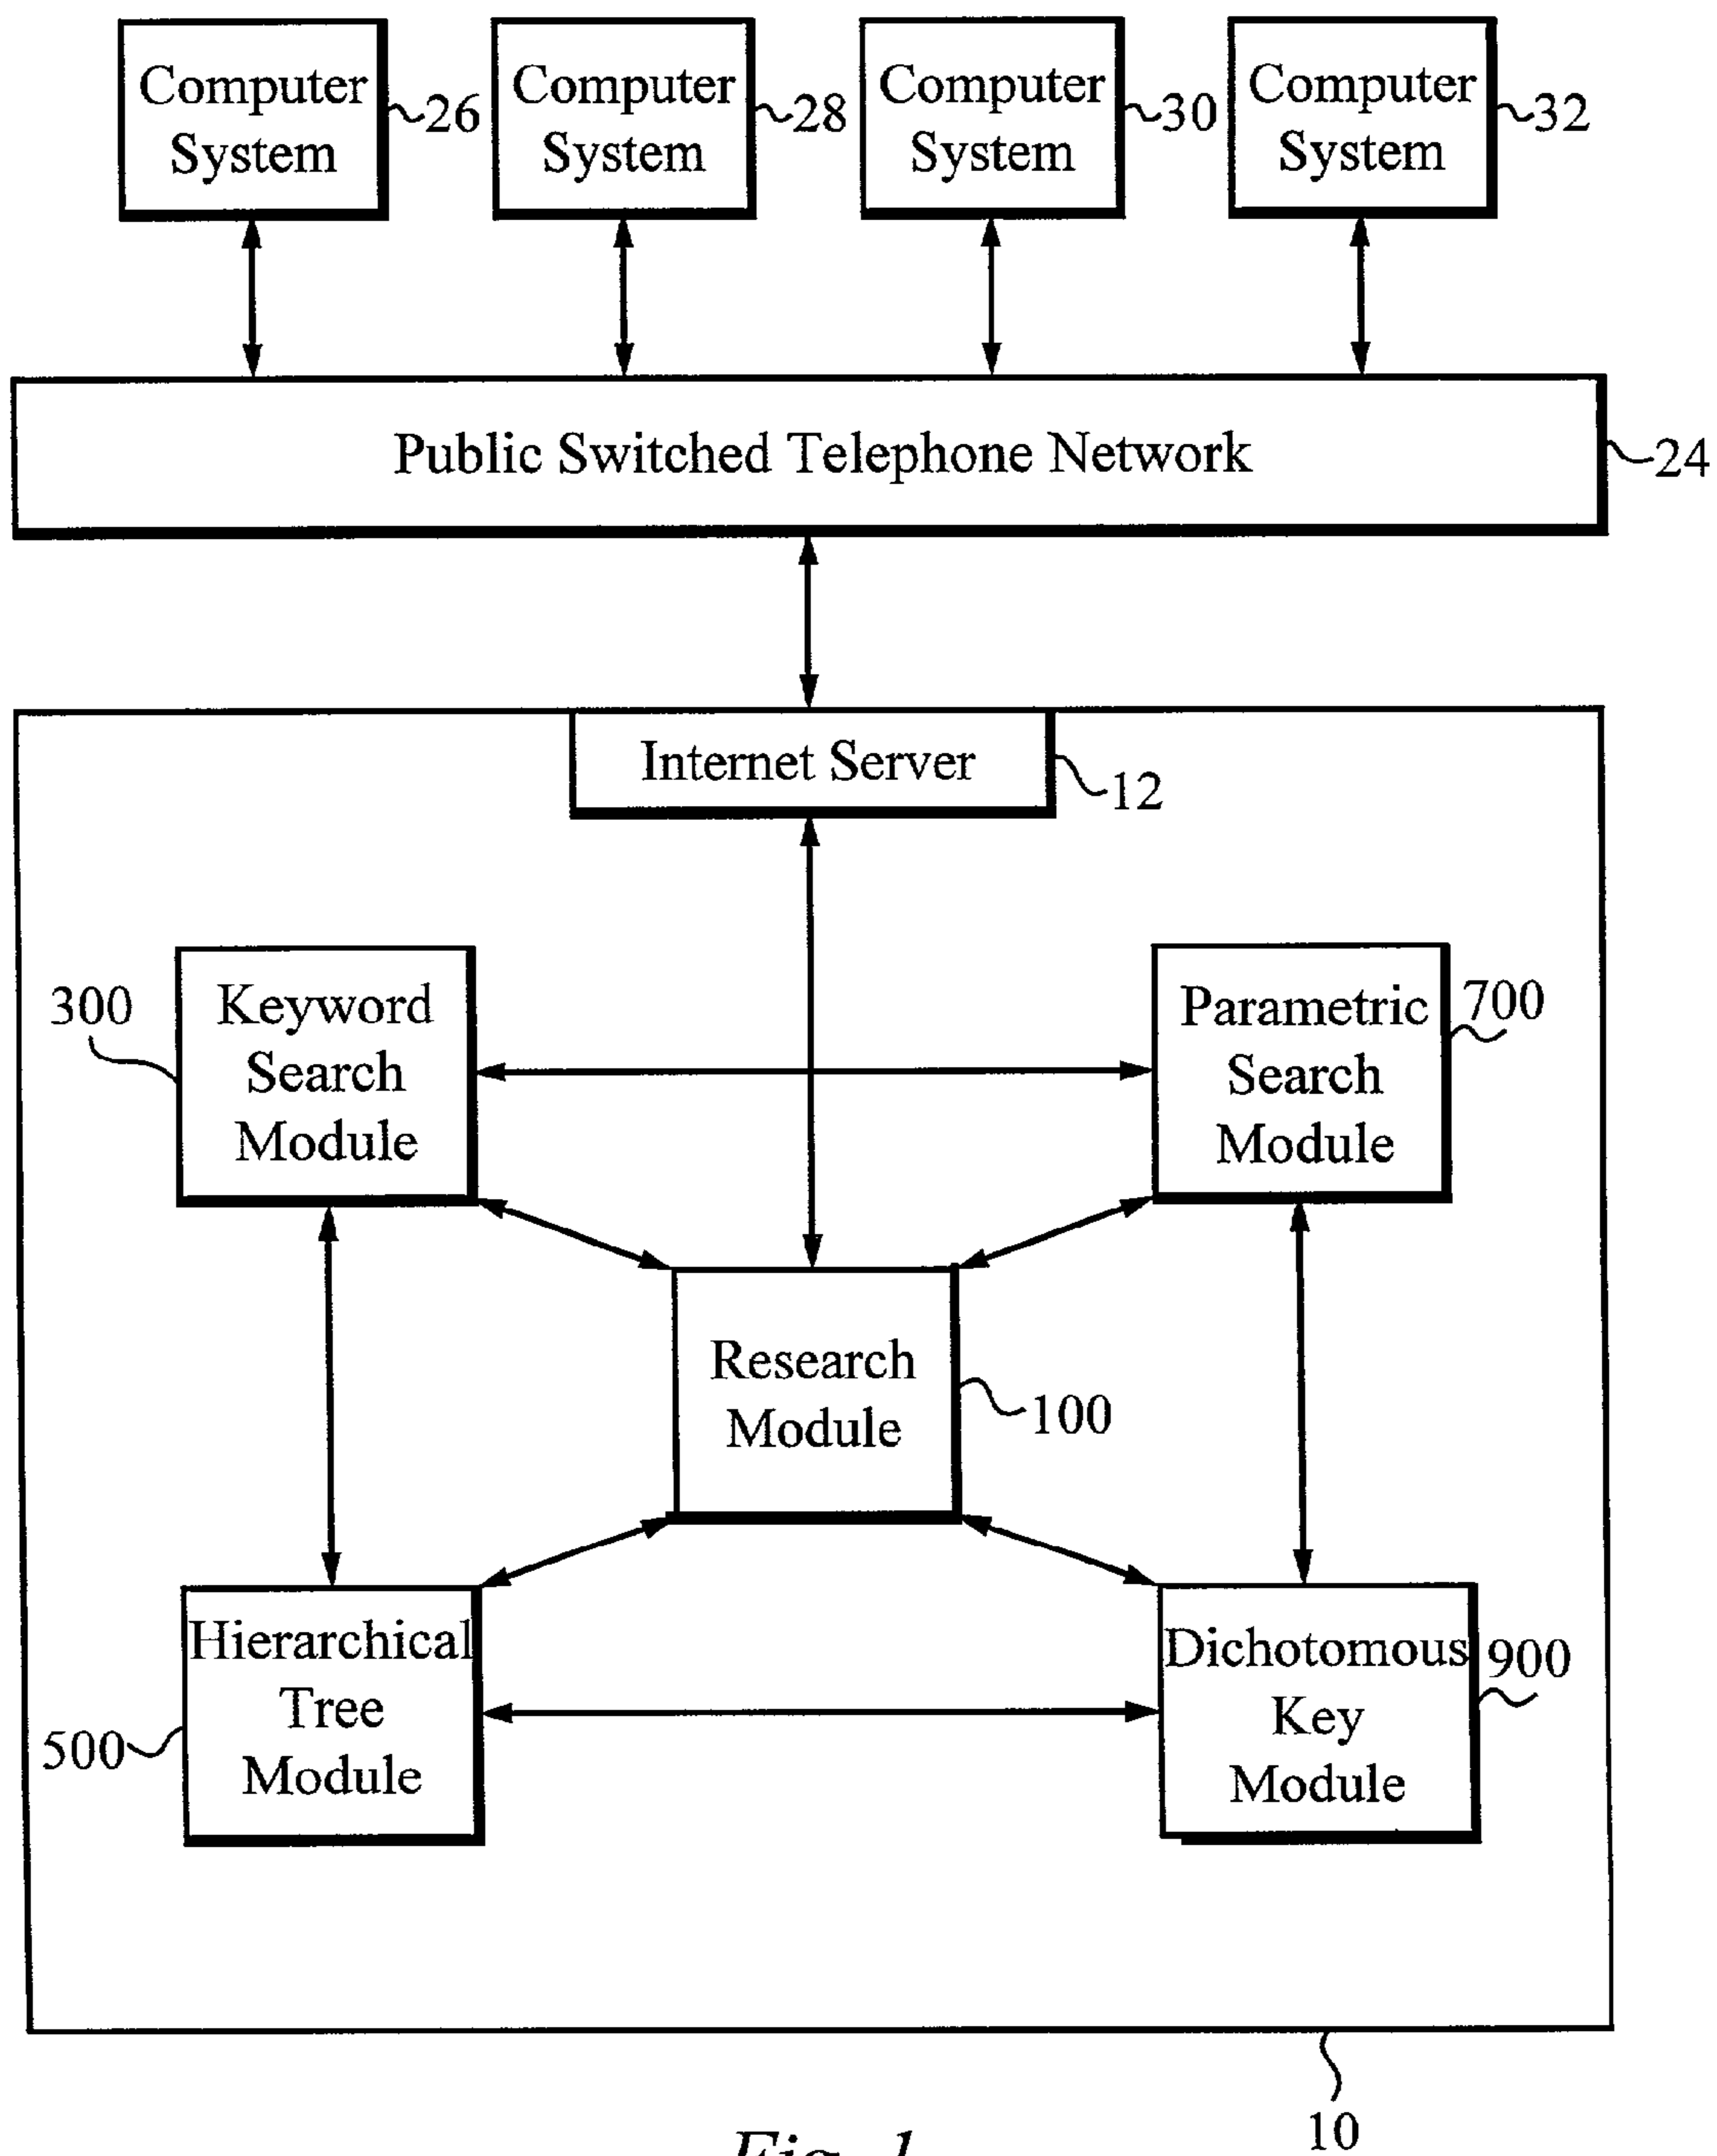 Computer
System
26
Computer
System
28
Computer
System
30
Computer
System
32
Public Switched Telephone Network
24
Internet Server
12
300
Keyword
Search
Module
Parametric
Search
Module
700
Research
Module
100
Hierarchical
Tree
Module
500
Dichotomous
Key
Module
900
10
Fig. 1